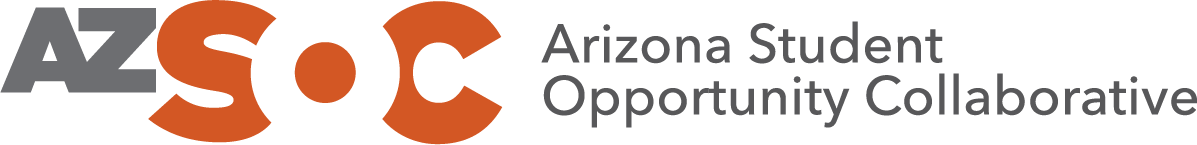 AZSOC
Arizona Student
Opportunity Collaborative